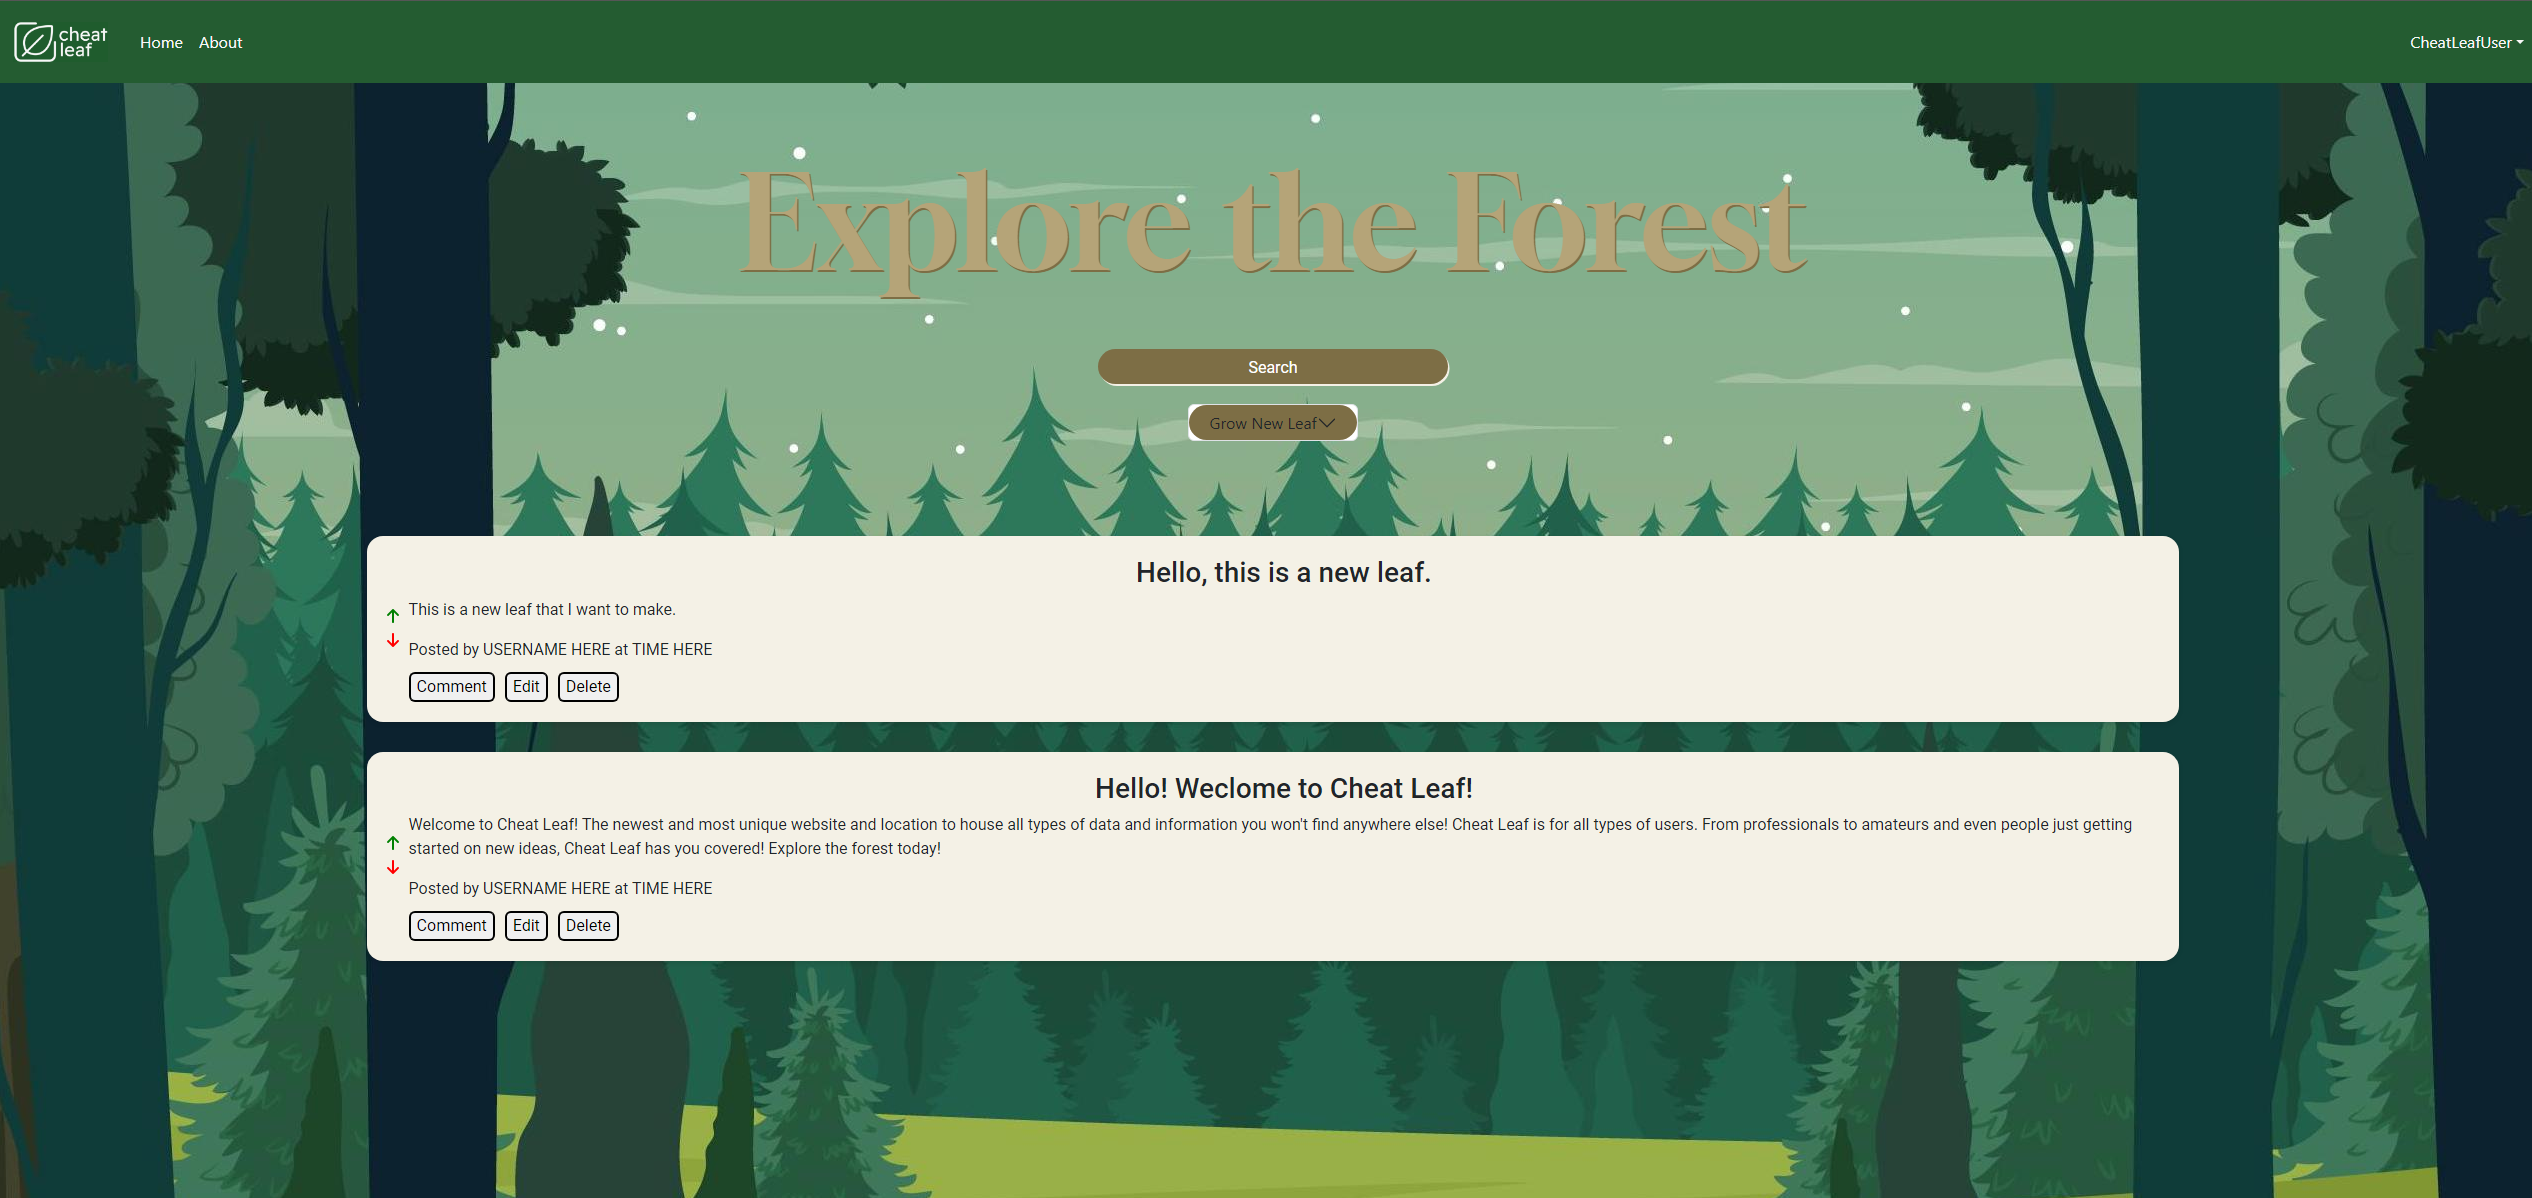 cheat
leaf
Home About
CheatLeafUser
Explore the Forest
Search
Grow New Leaf
Hello, this is a new leaf.
This is a new leaf that I want to make.
Posted by USERNAME HERE at TIME HERE
Comment Edit Delete
Hello! Weclome to Cheat Leaf!
Welcome to Cheat Leaf! The newest and most unique website and location to house all types of data and information you won't find anywhere else! Cheat Leaf is for all types of users. From professionals to amateurs and even people just getting
started on new ideas, Cheat Leaf has you covered! Explore the forest today!
Posted by USERNAME HERE at TIME HERE
Comment Edit Delete